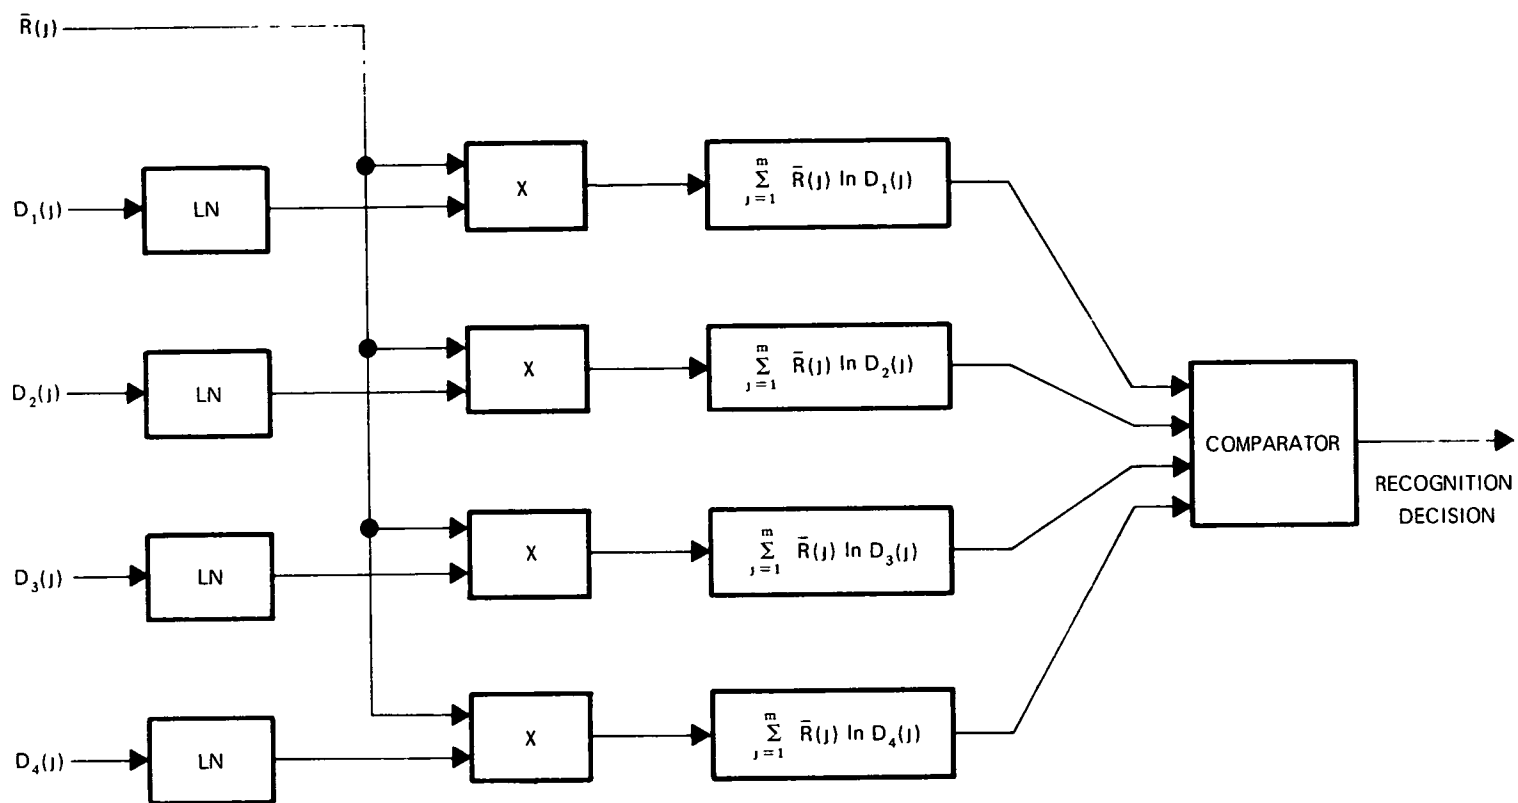 R̄(j)
D₁(j)
LN
X
m
∑ R̄(j) ln D₁(j)
j = 1
D₂(j)
LN
X
m
∑ R̄(j) ln D₂(j)
j = 1
COMPARATOR
RECOGNITION
DECISION
D₃(j)
LN
X
m
∑ R̄(j) ln D₃(j)
j = 1
D₄(j)
LN
X
m
∑ R̄(j) ln D₄(j)
j = 1